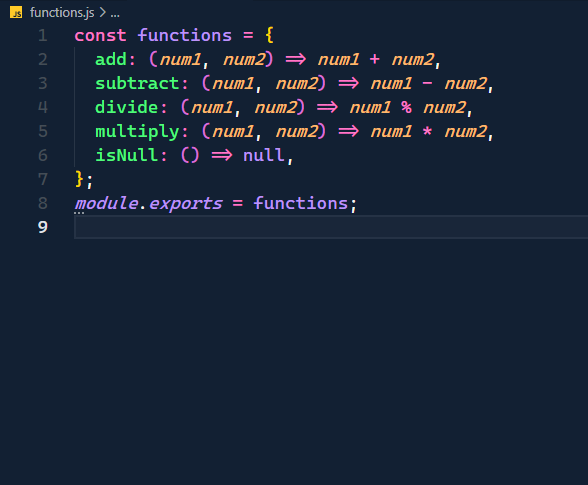 JS functions.js > ...
1 const functions = {
2 add: (num1, num2) => num1 + num2,
3 subtract: (num1, num2) => num1 - num2,
4 divide: (num1, num2) => num1 % num2,
5 multiply: (num1, num2) => num1 * num2,
6 isNull: () => null,
7 };
8 module.exports = functions;
9